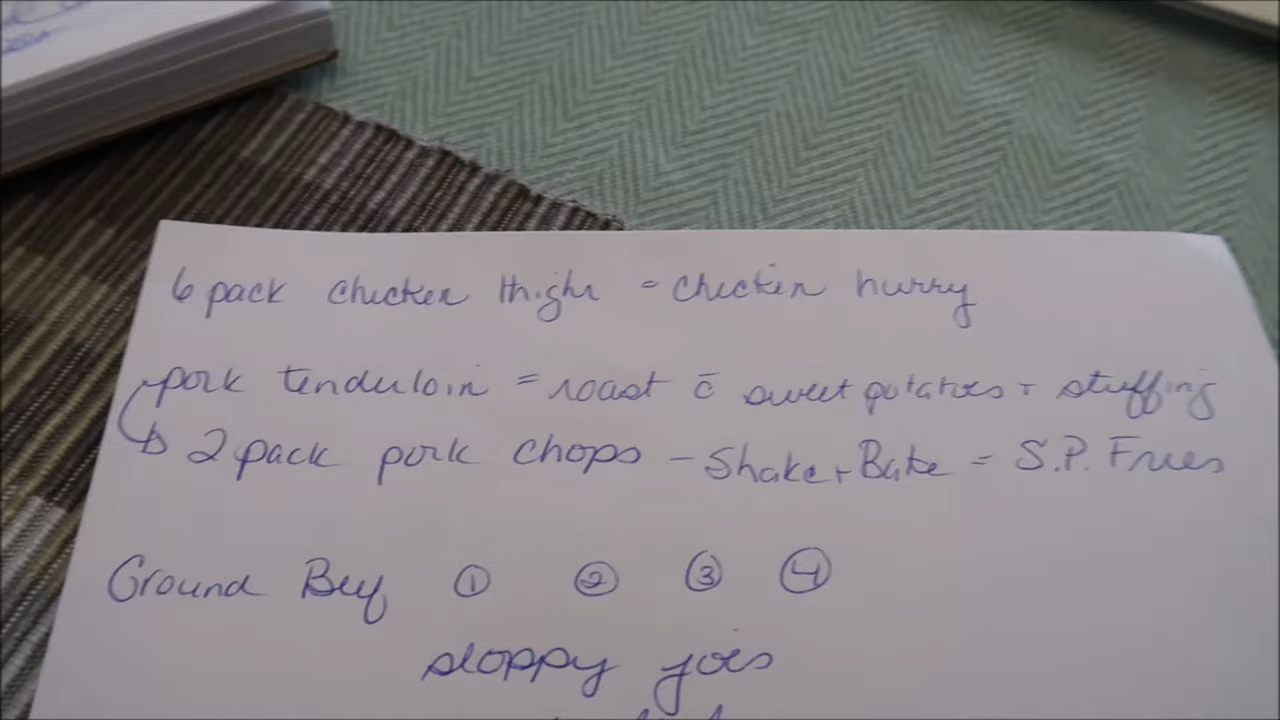 6 pack chicken thighs = chicken hurry
pork tenderloin = roast c̄ sweet potatoes + stuffing
2 pack pork chops - Shake + Bake = S.P. Fries
Ground Beef ① ② ③ ④
sloppy joes